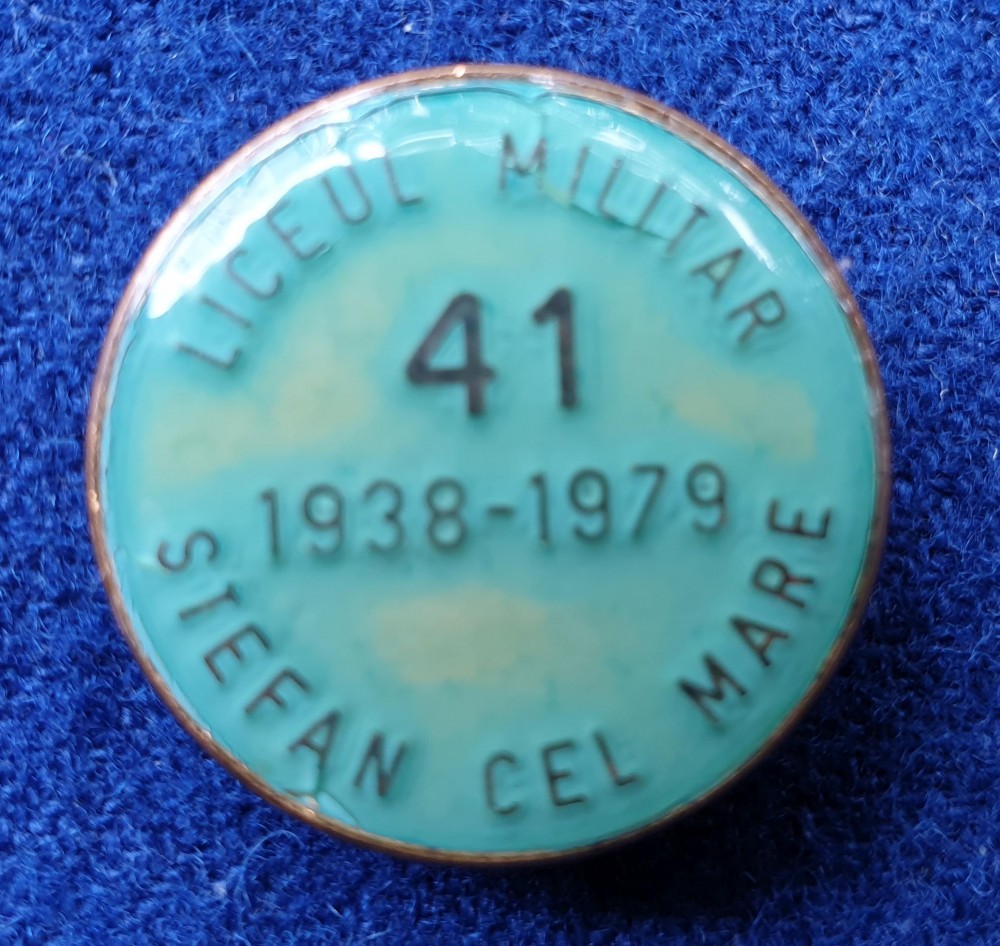 LICEUL MILITAR
41
1938-1979
STEFAN CEL MARE